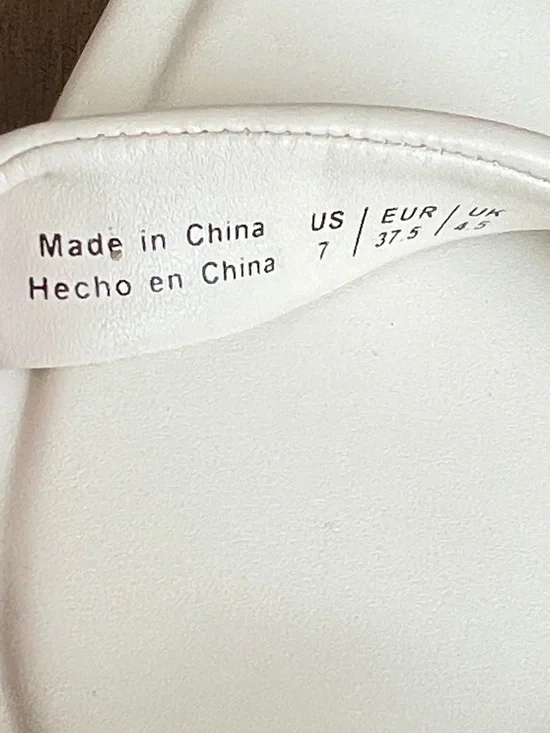 Made in China
Hecho en China
US / EUR / UK
7 / 37.5 / 4.5